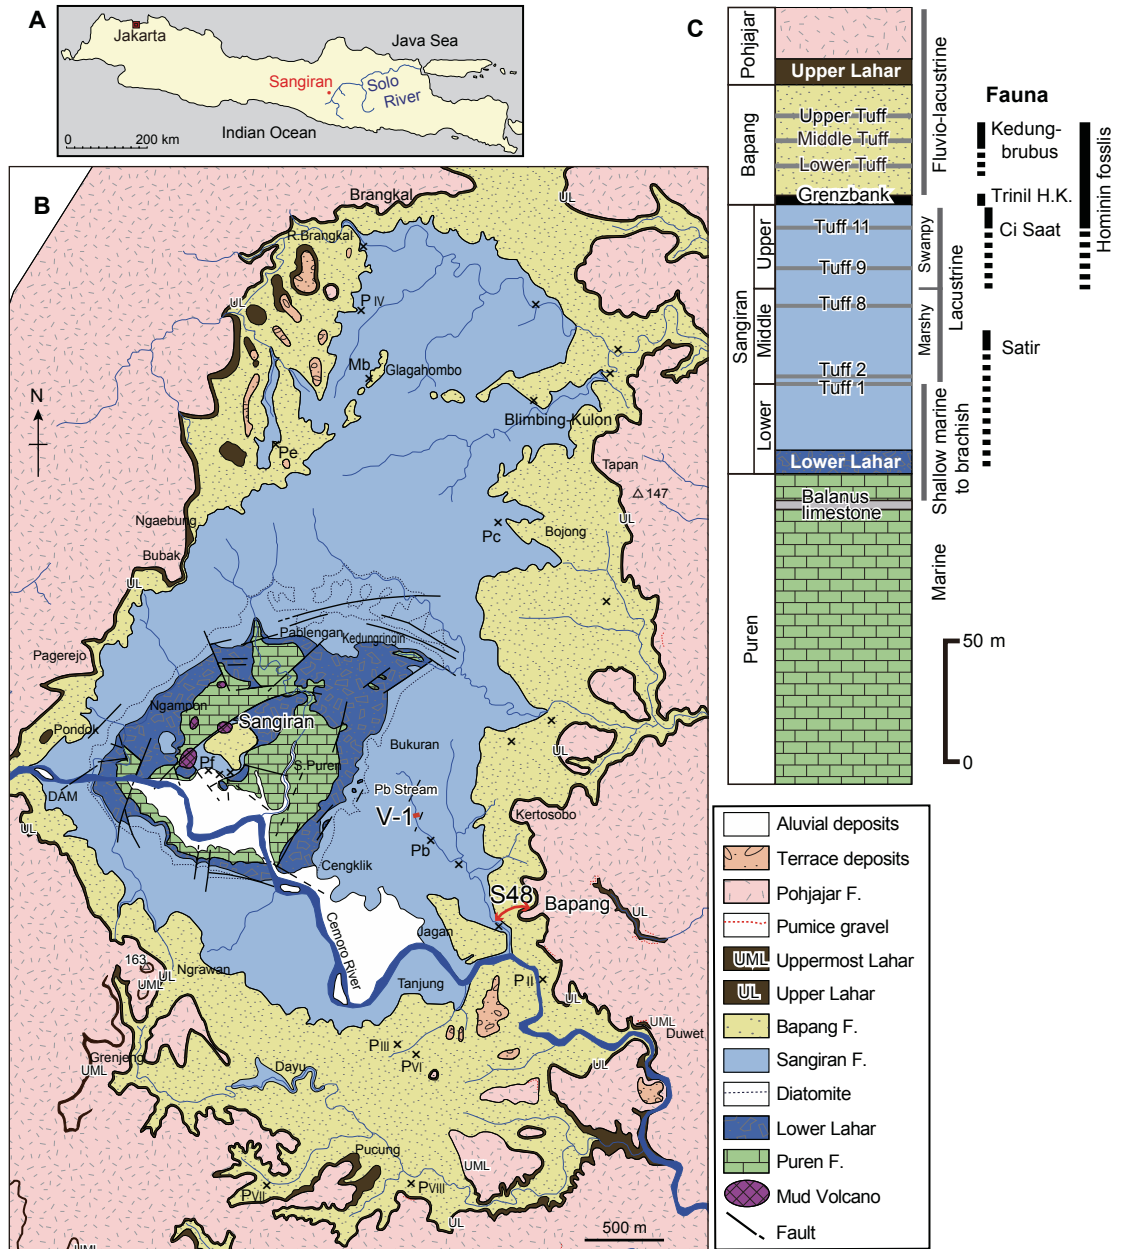 A
Jakarta
Java Sea
Sangiran
Solo
River
Indian Ocean
0
200 km
B
Brangkal
UL
R.Brangkal
UL
P IV
Mb
Glagahombo
N
Blimbing-Kulon
Pe
Tapan
147
UL
Ngaebung
Pc
Bojong
Bubak
UL
Pablengan
Kedungringin
Pagerejo
Ngampon
Sangiran
Pondok
Bukuran
UL
Pf
S.Puren
DAM
Pb Stream
V-1
Kertosobo
UL
Pb
Cengklik
S48
Bapang
UL
Cemoro River
Jagan
163
UL
UML
Ngrawan
Tanjung
P II
UL
UML
Duwet
Grenjeng
UML
P III
P VI
Dayu
UL
Pucung
UML
P VII
P VIII
UL
UML
500 m
C
Pohjajar
Upper Lahar
Bapang
Upper Tuff
Middle Tuff
Lower Tuff
Grenzbank
Fluvio-lacustrine
Fauna
Kedung-
brubus
Trinil H.K.
Ci Saat
Hominin fosslis
Sangiran
Upper
Tuff 11
Tuff 9
Swanpy
Lacustrine
Middle
Tuff 8
Tuff 2
Marshy
Satir
Lower
Tuff 1
Lower Lahar
Shallow marine
to brachish
Puren
Balanus
limestone
Marine
50 m
0
Aluvial deposits
Terrace deposits
Pohjajar F.
Pumice gravel
UML Uppermost Lahar
UL Upper Lahar
Bapang F.
Sangiran F.
Diatomite
Lower Lahar
Puren F.
Mud Volcano
Fault